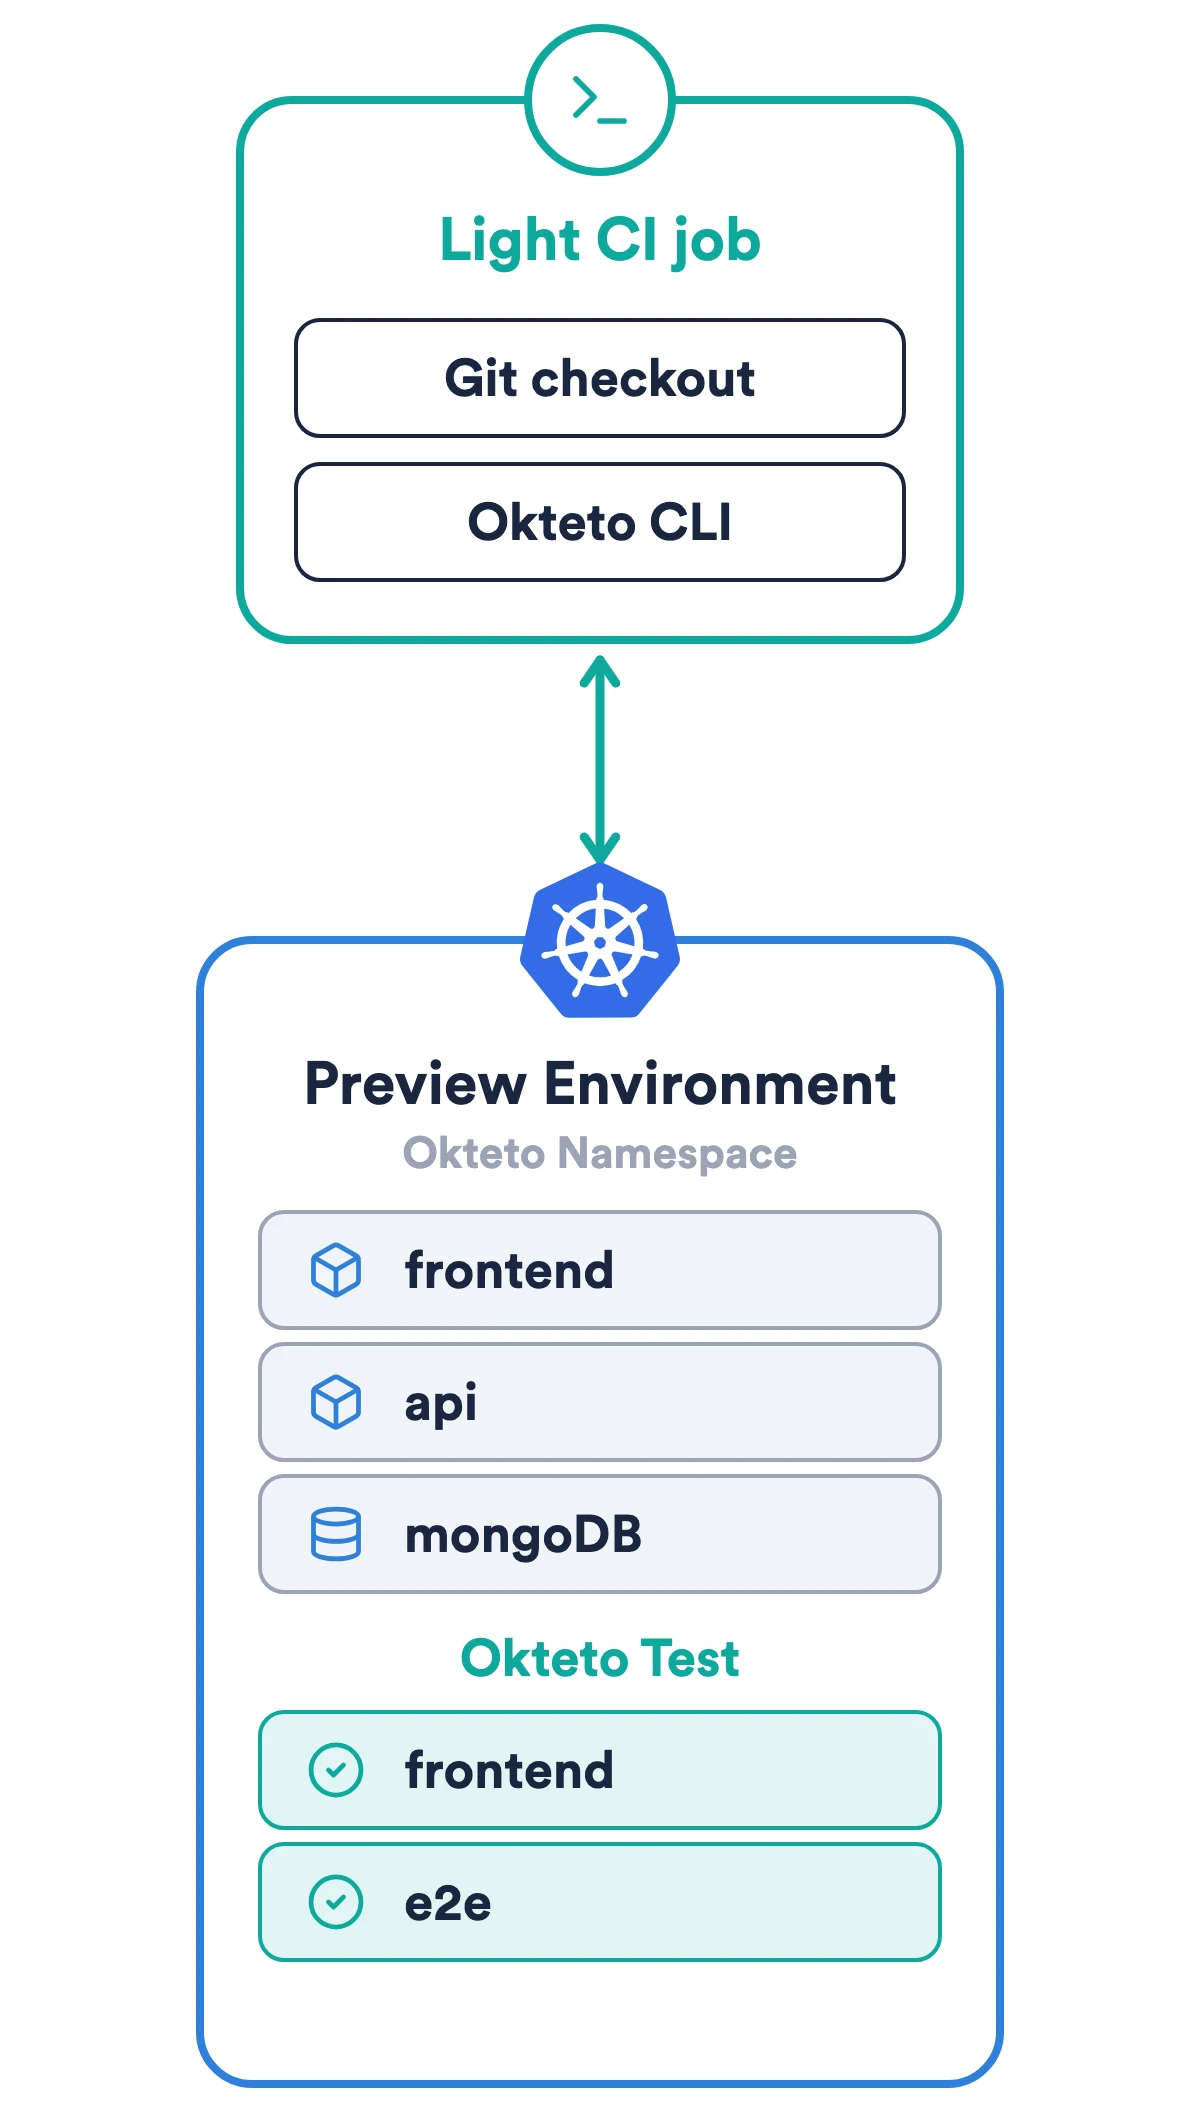 Light CI job
Git checkout
Okteto CLI
Preview Environment
Okteto Namespace
frontend
api
mongoDB
Okteto Test
frontend
e2e